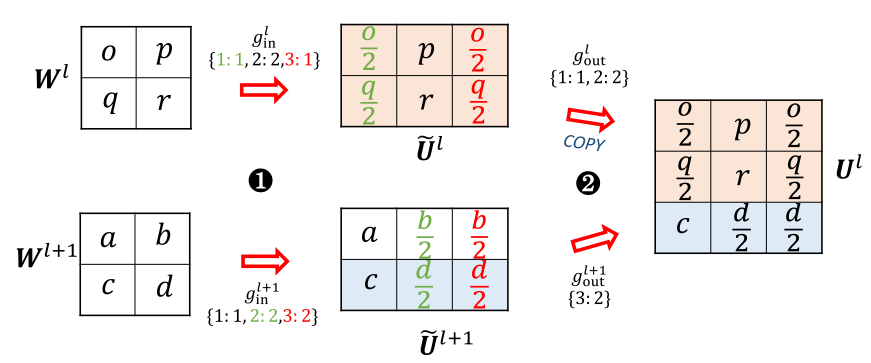 W^l
o p
q r
g_in^l
{1: 1, 2: 2,3: 1}
o/2 p o/2
q/2 r q/2
Ũ^l
g_out^l
{1: 1, 2: 2}
COPY
❶
❷
o/2 p o/2
q/2 r q/2
c d/2 d/2
U^l
W^{l+1}
a b
c d
g_in^{l+1}
{1: 1, 2: 2,3: 2}
a b/2 b/2
c d/2 d/2
Ũ^{l+1}
g_out^{l+1}
{3: 2}